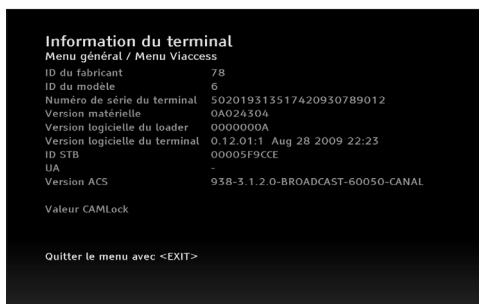 Information du terminal
Menu général / Menu Viaccess
ID du fabricant 78
ID du modèle 6
Numéro de série du terminal 502019313517420930789012
Version matérielle 0A024304
Version logicielle du loader 0000000A
Version logicielle du terminal 0.12.01:1 Aug 28 2009 22:23
ID STB 00005F9CCE
UA -
Version ACS 938-3.1.2.0-BROADCAST-60050-CANAL
Valeur CAMLock
Quitter le menu avec <EXIT>